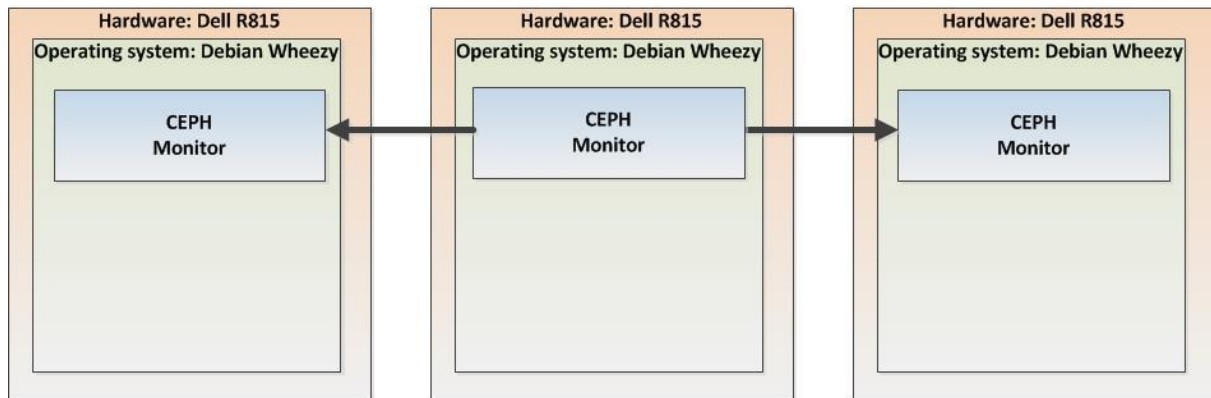 Hardware: Dell R815
Operating system: Debian Wheezy
CEPH
Monitor
Hardware: Dell R815
Operating system: Debian Wheezy
CEPH
Monitor
Hardware: Dell R815
Operating system: Debian Wheezy
CEPH
Monitor